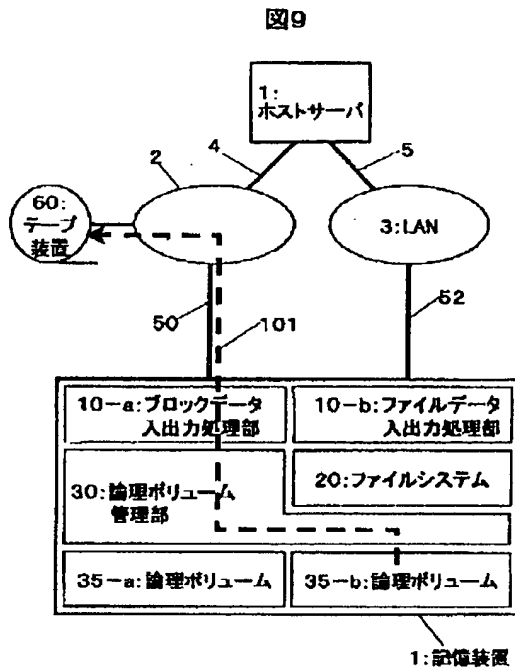 図9
1:
ホストサーバ
4
5
2
60:
テープ
装置
3:LAN
50
101
52
10-a:ブロックデータ
入出力処理部
10-b:ファイルデータ
入出力処理部
30:論理ボリューム
管理部
20:ファイルシステム
35-a:論理ボリューム
35-b:論理ボリューム
1:記憶装置